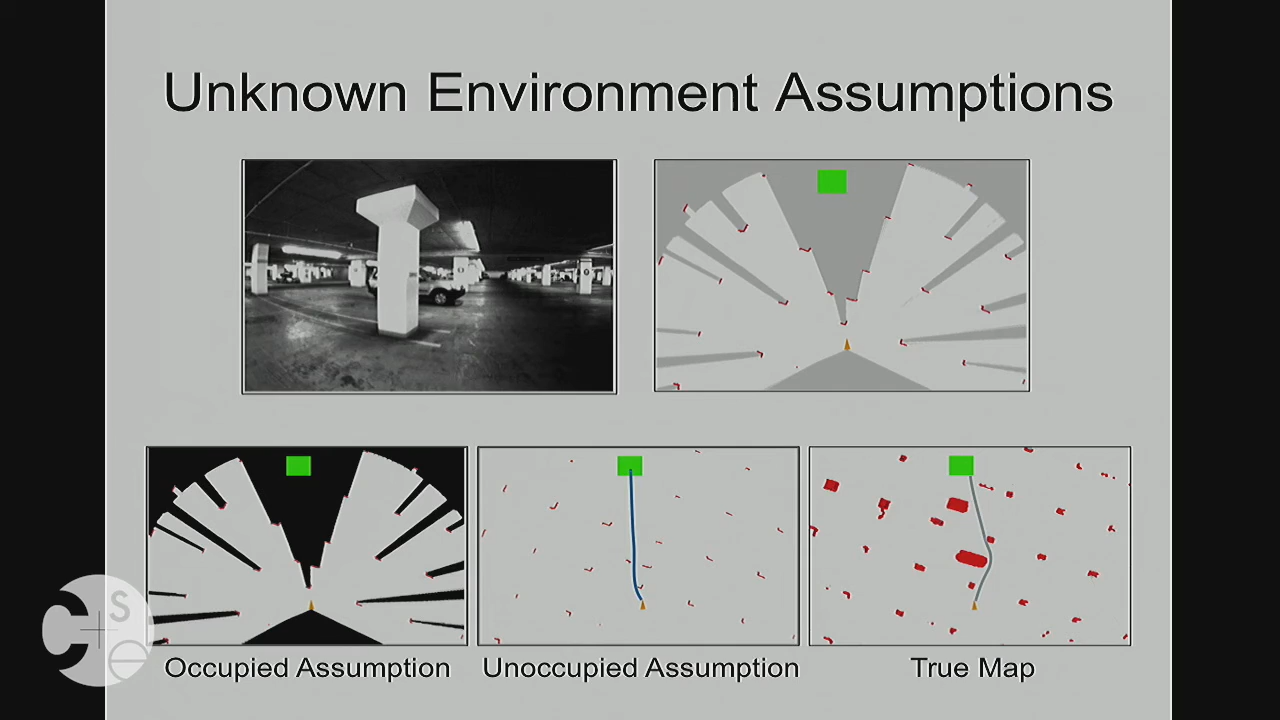 Unknown Environment Assumptions
Occupied Assumption
Unoccupied Assumption
True Map
C S e